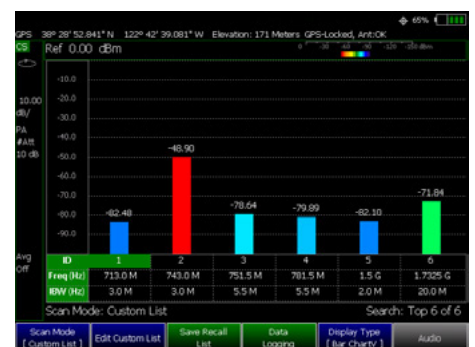 65%
GPS 38º 28' 52.841" N 122º 42' 39.081" W Elevation: 171 Meters GPS-Locked, Ant:OK
CS Ref 0.00 dBm
-10.0
10.00 -20.0
dB/ -30.0
PA
#Att -40.0
10 dB -48.90
-50.0
-60.0
-70.0
-71.84
-80.0 -78.64 -79.89
-82.48 -82.10
-90.0
Avg
Off
ID 1 2 3 4 5 6
Freq (Hz) 713.0 M 743.0 M 751.5 M 781.5 M 1.5 G 1.7325 G
IBW (Hz) 3.0 M 3.0 M 5.5 M 5.5 M 2.0 M 20.0 M
Scan Mode: Custom List Search: Top 6 of 6
Scan Mode Edit Custom List Save Recall Data Display Type Audio
[ Custom List ] List Logging [ Bar ChartV ]